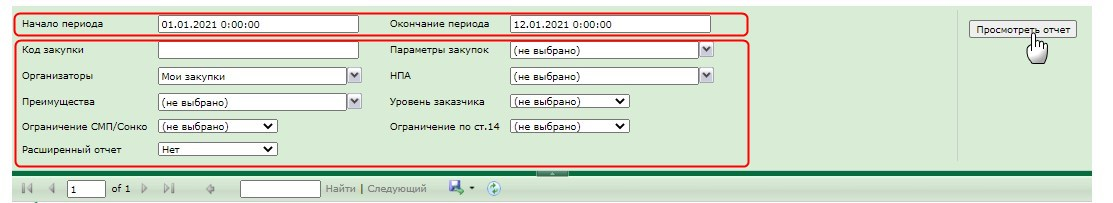 Начало периода 01.01.2021 0:00:00 Окончание периода 12.01.2021 0:00:00
Просмотреть отчет
Код закупки Параметры закупок (не выбрано)
Организаторы Мои закупки НПА (не выбрано)
Преимущества (не выбрано) Уровень заказчика (не выбрано)
Ограничение СМП/Сонко (не выбрано) Ограничение по ст.14 (не выбрано)
Расширенный отчет Нет
1 of 1 Найти | Следующий